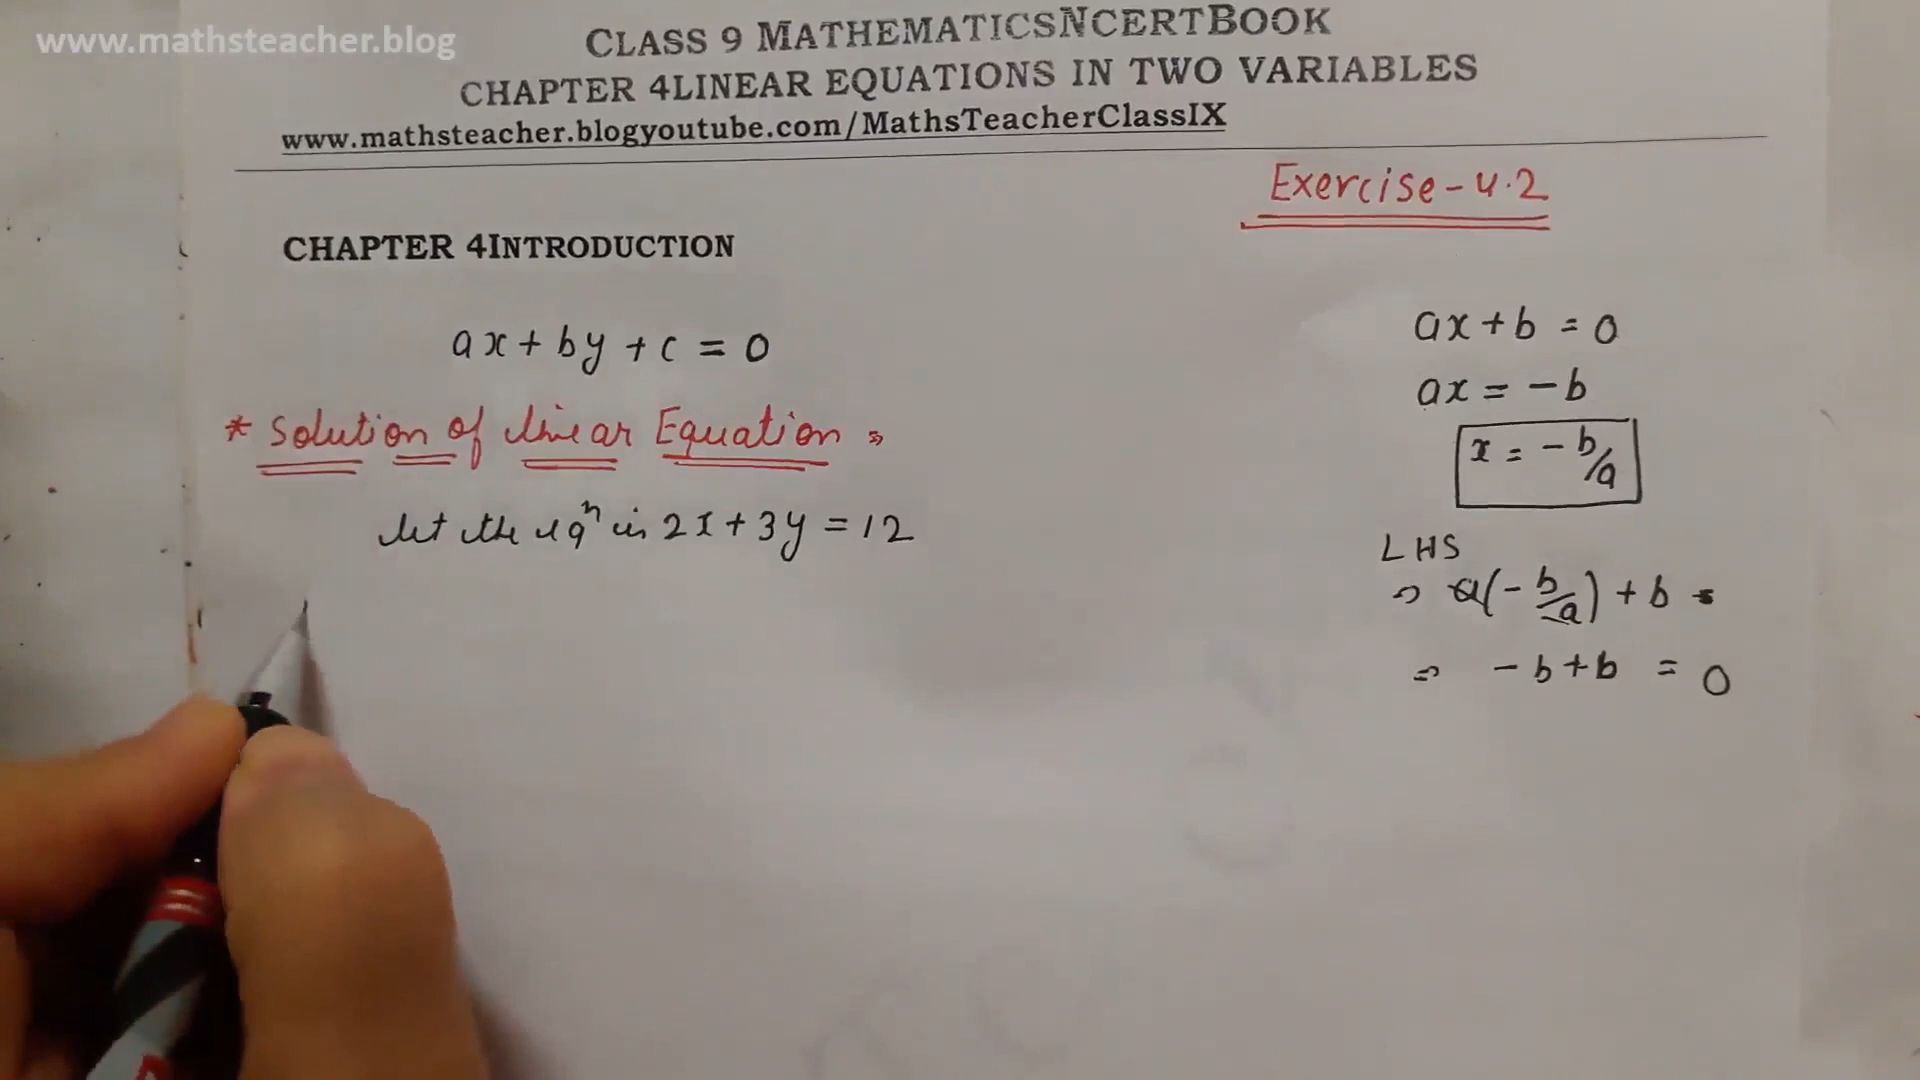 www.mathsteacher.blog
CLASS 9 MATHEMATICSNCERTBOOK
CHAPTER 4LINEAR EQUATIONS IN TWO VARIABLES
www.mathsteacher.blogyoutube.com/MathsTeacherClassIX
Exercise-4.2
CHAPTER 4INTRODUCTION
ax + by + c = 0
* Solution of linear Equation ⇒
let the eqⁿ is 2x + 3y = 12
ax + b = 0
ax = -b
x = -b/a
LHS
⇒ a(-b/a) + b =
⇒ -b + b = 0